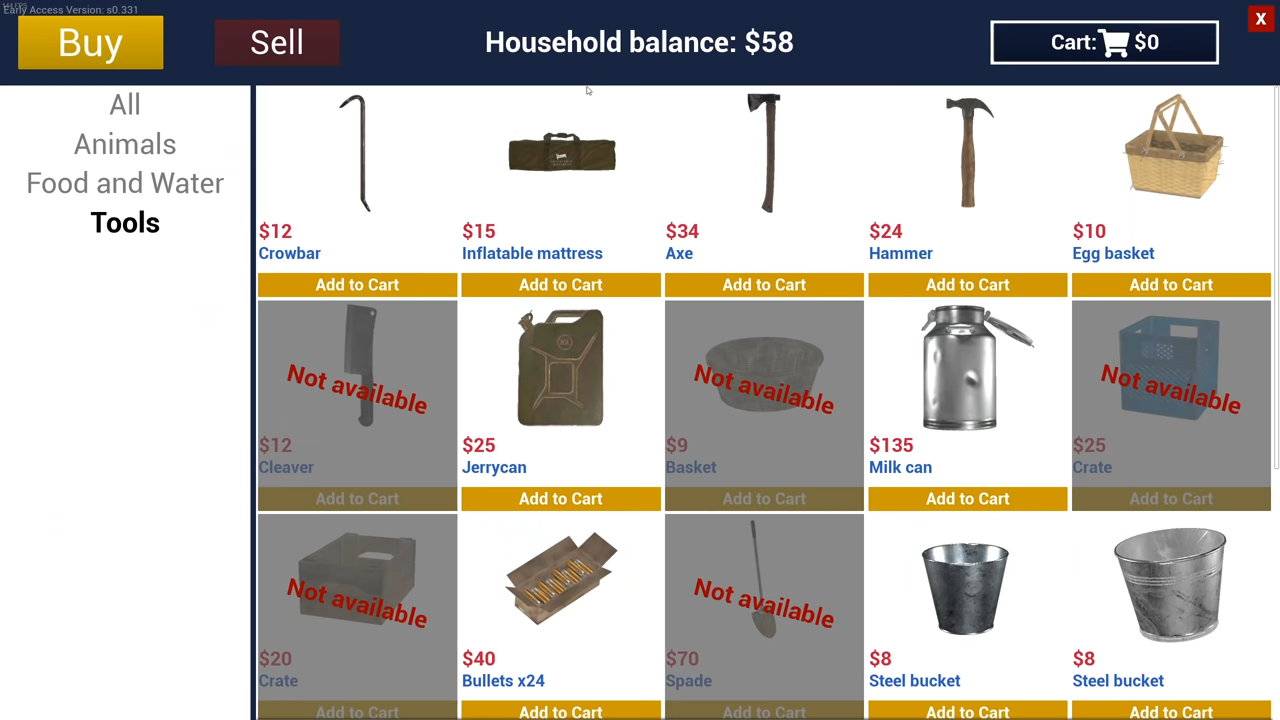 Early Access Version: s0.331
Buy
Sell
Household balance: $58
Cart: $0
X
All
Animals
Food and Water
Tools
$12
Crowbar
Add to Cart
$15
Inflatable mattress
Add to Cart
$34
Axe
Add to Cart
$24
Hammer
Add to Cart
$10
Egg basket
Add to Cart
Not available
$12
Cleaver
Add to Cart
$25
Jerrycan
Add to Cart
Not available
$9
Basket
Add to Cart
$135
Milk can
Add to Cart
Not available
$25
Crate
Add to Cart
Not available
$20
Crate
Add to Cart
$40
Bullets x24
Add to Cart
Not available
$70
Spade
Add to Cart
$8
Steel bucket
Add to Cart
$8
Steel bucket
Add to Cart